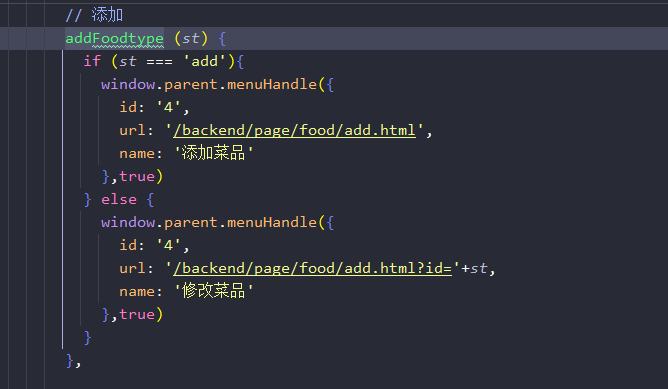 // 添加
addFoodtype (st) {
if (st === 'add'){
window.parent.menuHandle({
id: '4',
url: '/backend/page/food/add.html',
name: '添加菜品'
},true)
} else {
window.parent.menuHandle({
id: '4',
url: '/backend/page/food/add.html?id='+st,
name: '修改菜品'
},true)
}
},